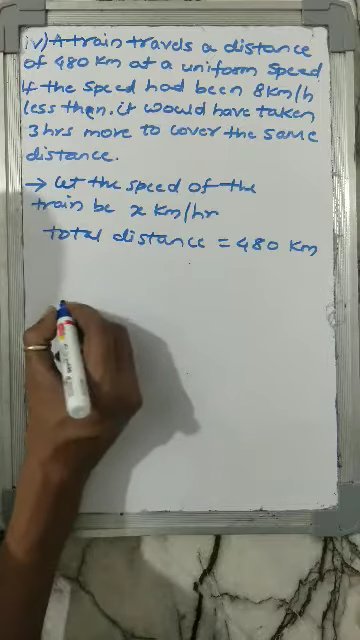 iv) A train travels a distance
of 480 km at a uniform speed
If the speed had been 8km/h
less then. it would have taken
3 hrs more to cover the same
distance.
→ Let the speed of the
train be x km/hr
total distance = 480 km